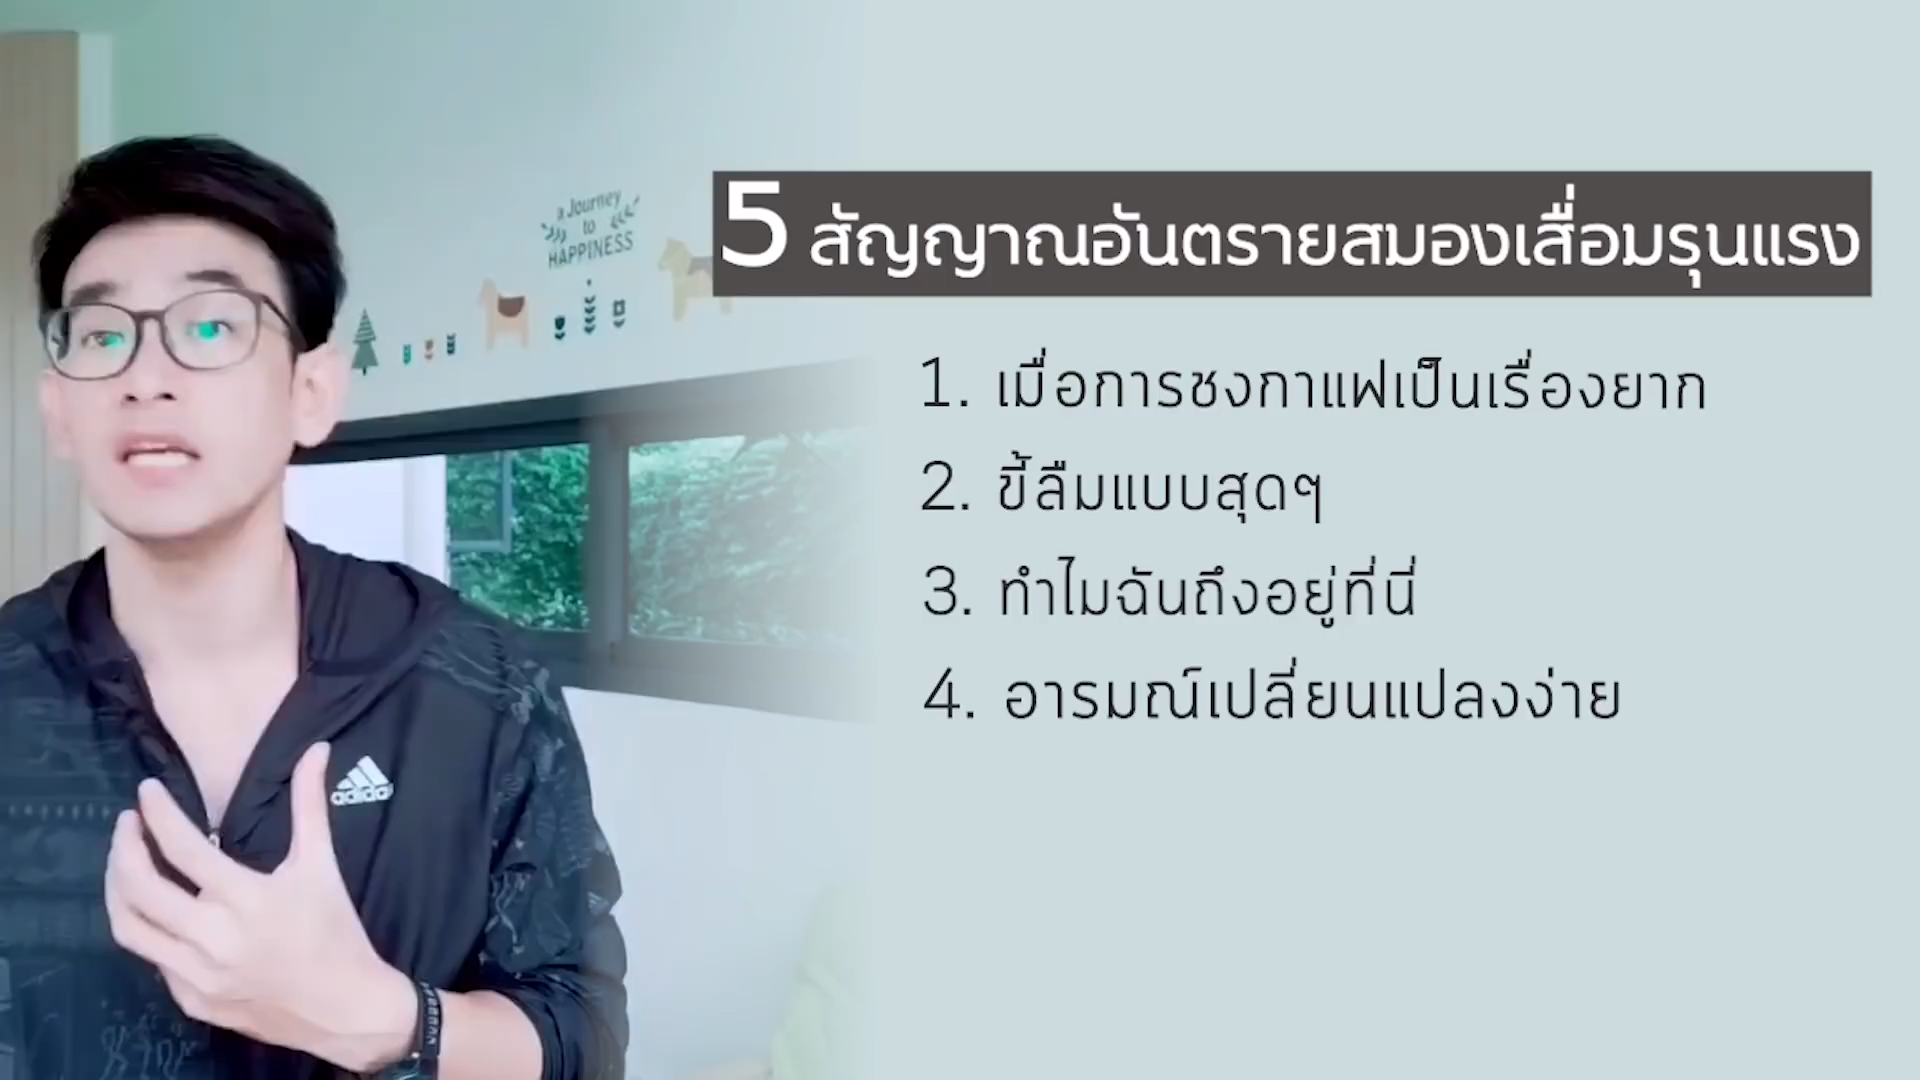 a Journey
to
HAPPINESS
5 สัญญาณอันตรายสมองเสื่อมรุนแรง
1. เมื่อการชงกาแฟเป็นเรื่องยาก
2. ขี้ลืมแบบสุดๆ
3. ทำไมฉันถึงอยู่ที่นี่
4. อารมณ์เปลี่ยนแปลงง่าย
adidas